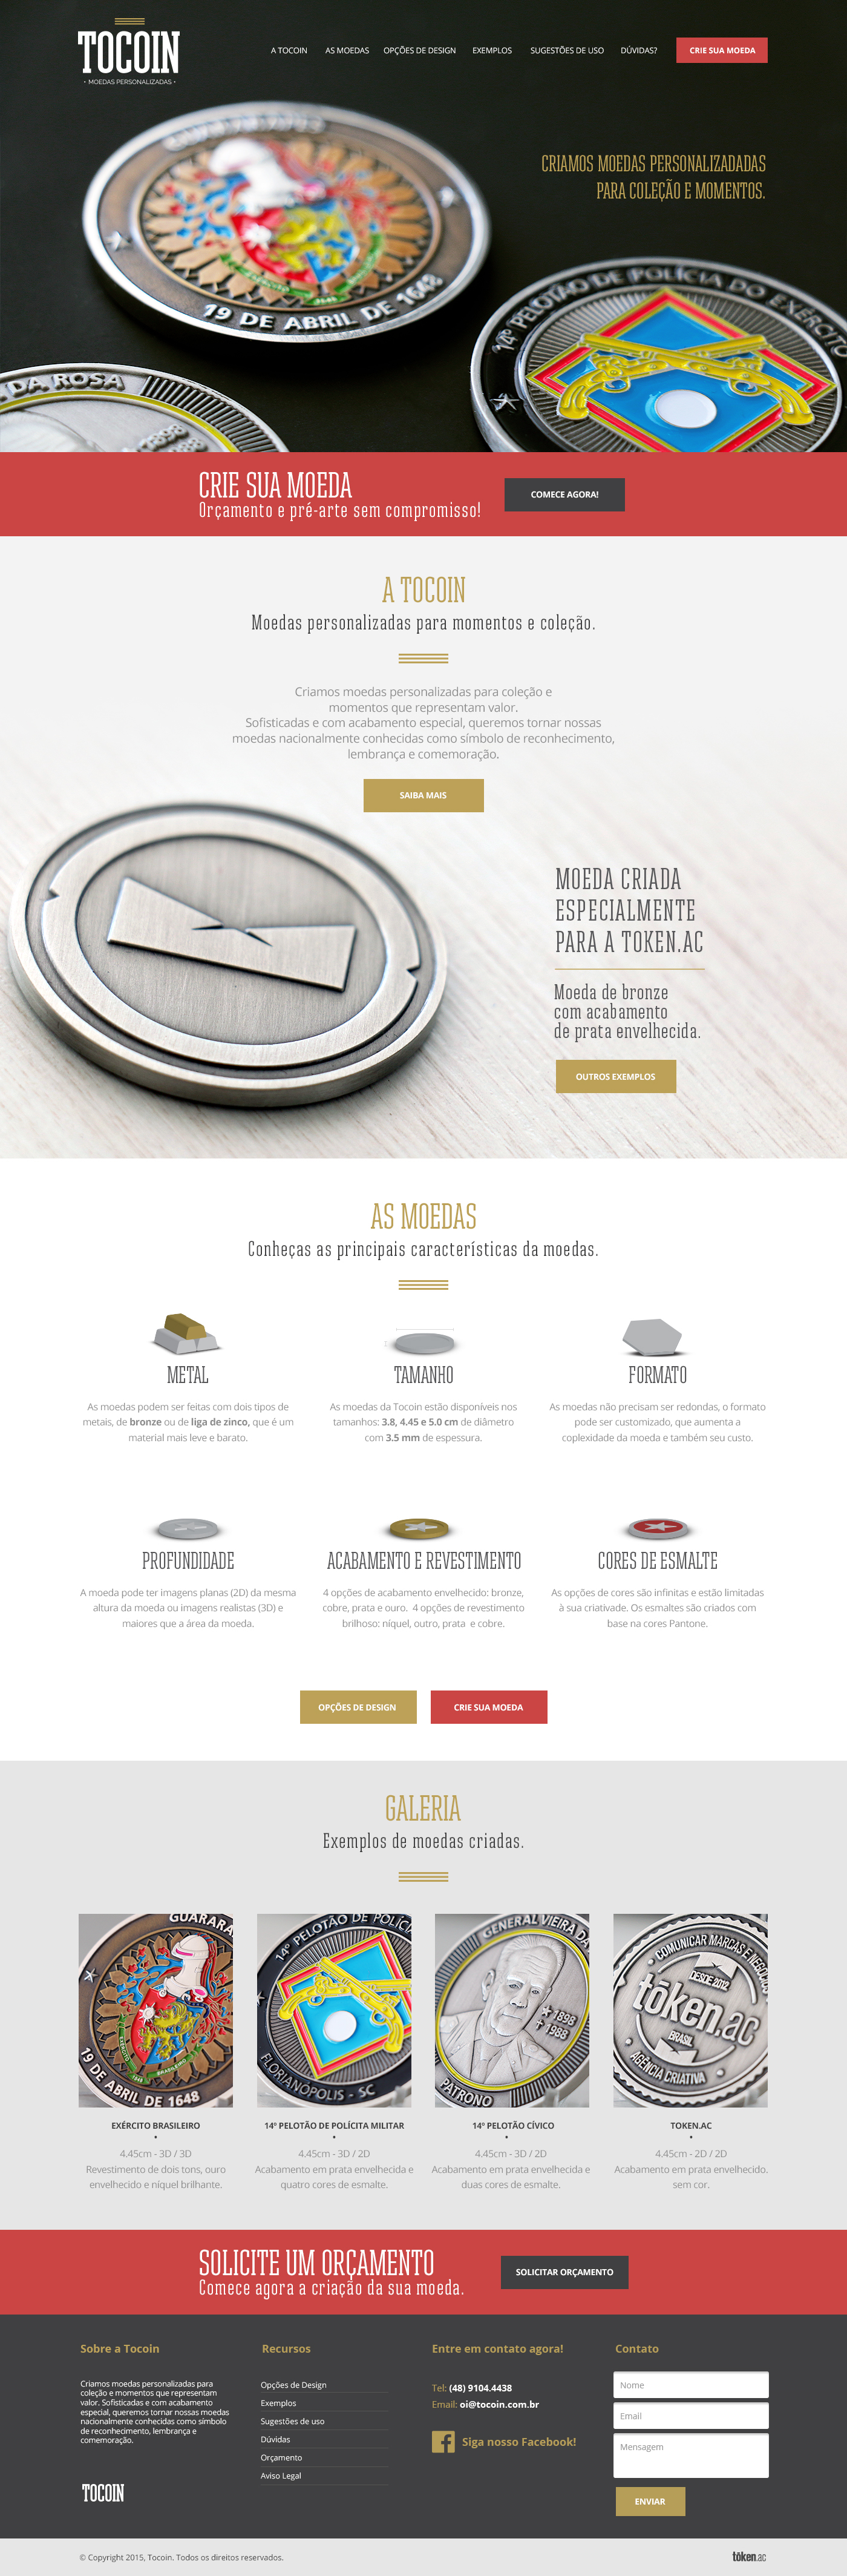 TOCOIN
• MOEDAS PERSONALIZADAS •
A TOCOIN
AS MOEDAS
OPÇÕES DE DESIGN
EXEMPLOS
SUGESTÕES DE USO
DÚVIDAS?
CRIE SUA MOEDA
CRIAMOS MOEDAS PERSONALIZADADAS
PARA COLEÇÃO E MOMENTOS.
19 DE ABRIL DE 1648
14º PELOTÃO DE POLÍCIA DO EXÉRCITO
DA ROSA
CRIE SUA MOEDA
Orçamento e pré-arte sem compromisso!
COMECE AGORA!
A TOCOIN
Moedas personalizadas para momentos e coleção.
Criamos moedas personalizadas para coleção e
momentos que representam valor.
Sofisticadas e com acabamento especial, queremos tornar nossas
moedas nacionalmente conhecidas como símbolo de reconhecimento,
lembrança e comemoração.
SAIBA MAIS
MOEDA CRIADA
ESPECIALMENTE
PARA A TOKEN.AC
Moeda de bronze
com acabamento
de prata envelhecida.
OUTROS EXEMPLOS
AS MOEDAS
Conheças as principais características da moedas.
METAL
As moedas podem ser feitas com dois tipos de
metais, de bronze ou de liga de zinco, que é um
material mais leve e barato.
TAMANHO
As moedas da Tocoin estão disponíveis nos
tamanhos: 3.8, 4.45 e 5.0 cm de diâmetro
com 3.5 mm de espessura.
FORMATO
As moedas não precisam ser redondas, o formato
pode ser customizado, que aumenta a
coplexidade da moeda e também seu custo.
PROFUNDIDADE
A moeda pode ter imagens planas (2D) da mesma
altura da moeda ou imagens realistas (3D) e
maiores que a área da moeda.
ACABAMENTO E REVESTIMENTO
4 opções de acabamento envelhecido: bronze,
cobre, prata e ouro. 4 opções de revestimento
brilhoso: níquel, outro, prata e cobre.
CORES DE ESMALTE
As opções de cores são infinitas e estão limitadas
à sua criativade. Os esmaltes são criados com
base na cores Pantone.
OPÇÕES DE DESIGN
CRIE SUA MOEDA
GALERIA
Exemplos de moedas criadas.
GUARARA
EXÉRCITO
1648
BRASILEIRO
19 DE ABRIL DE 1648
14º PELOTÃO DE POLÍCI
FLORIANÓPOLIS - SC
GENERAL VIEIRA DA
1898
1988
PATRONO
COMUNICAR MARCAS E NEGÓCIOS
DESDE 2012
tōken.ac
BRASIL
AGÊNCIA CRIATIVA
EXÉRCITO BRASILEIRO
•
4.45cm - 3D / 3D
Revestimento de dois tons, ouro
envelhecido e níquel brilhante.
14º PELOTÃO DE POLÍCITA MILITAR
•
4.45cm - 3D / 2D
Acabamento em prata envelhecida e
quatro cores de esmalte.
14º PELOTÃO CÍVICO
•
4.45cm - 3D / 2D
Acabamento em prata envelhecida e
duas cores de esmalte.
TOKEN.AC
•
4.45cm - 2D / 2D
Acabamento em prata envelhecido.
sem cor.
SOLICITE UM ORÇAMENTO
Comece agora a criação da sua moeda.
SOLICITAR ORÇAMENTO
Sobre a Tocoin
Criamos moedas personalizadas para
coleção e momentos que representam
valor. Sofisticadas e com acabamento
especial, queremos tornar nossas moedas
nacionalmente conhecidas como símbolo
de reconhecimento, lembrança e
comemoração.
TOCOIN
Recursos
Opções de Design
Exemplos
Sugestões de uso
Dúvidas
Orçamento
Aviso Legal
Entre em contato agora!
Tel: (48) 9104.4438
Email: oi@tocoin.com.br
Siga nosso Facebook!
Contato
Nome
Email
Mensagem
ENVIAR
© Copyright 2015, Tocoin. Todos os direitos reservados.
tōken.ac